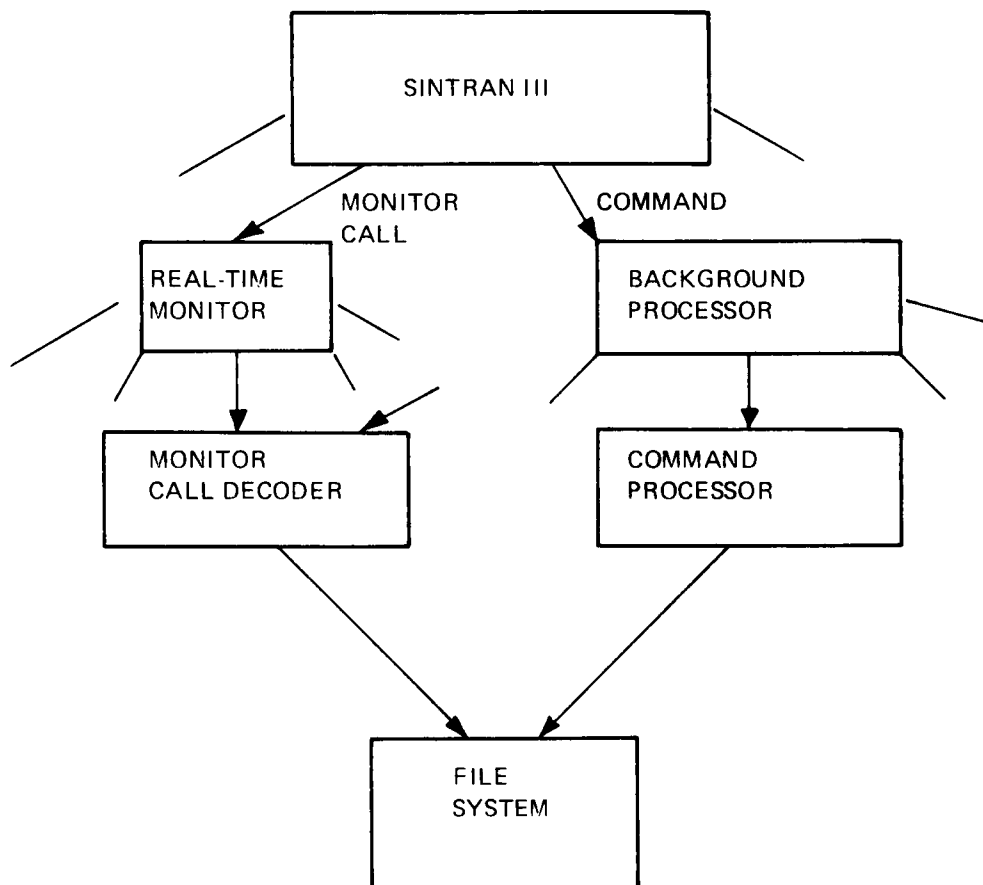 SINTRAN III
MONITOR
CALL
COMMAND
REAL-TIME
MONITOR
BACKGROUND
PROCESSOR
MONITOR
CALL DECODER
COMMAND
PROCESSOR
FILE
SYSTEM